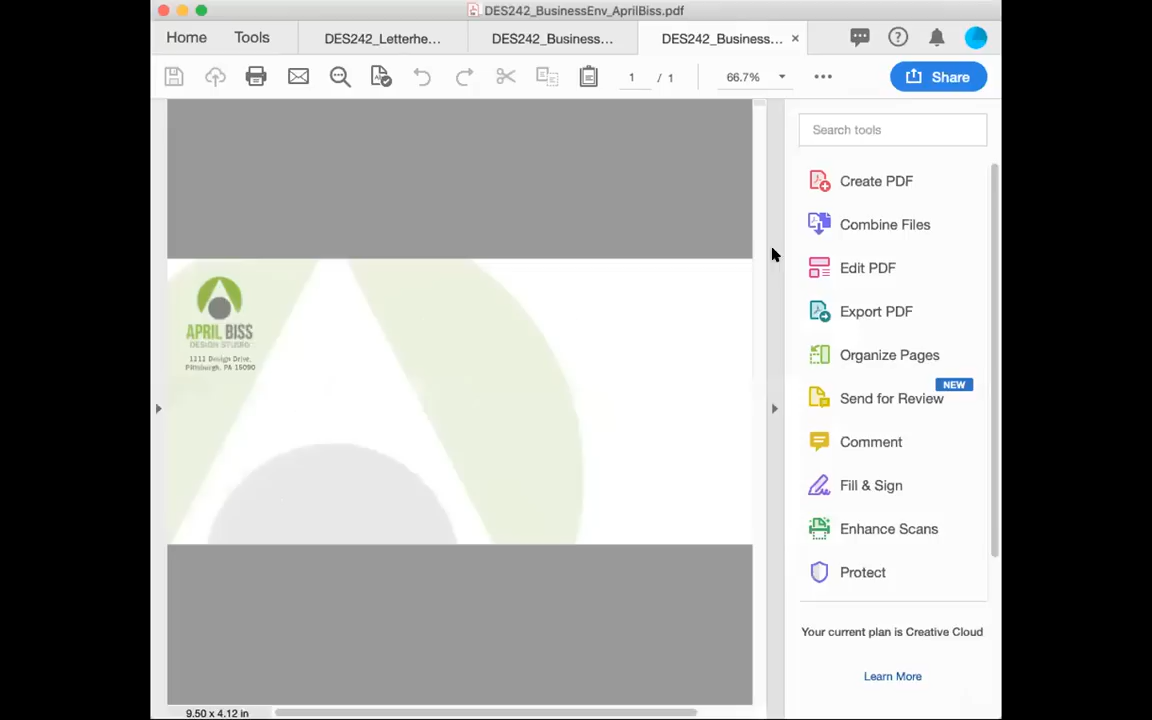 DES242_BusinessEnv_AprilBiss.pdf
Home
Tools
DES242_Letterhe...
DES242_Business...
DES242_Business...
1 / 1
66.7%
Share
Search tools
Create PDF
Combine Files
Edit PDF
Export PDF
Organize Pages
NEW
Send for Review
Comment
Fill & Sign
Enhance Scans
Protect
Your current plan is Creative Cloud
Learn More
APRIL BISS
DESIGN STUDIO
1111 Design Drive,
Pittsburgh, PA 15090
9.50 x 4.12 in